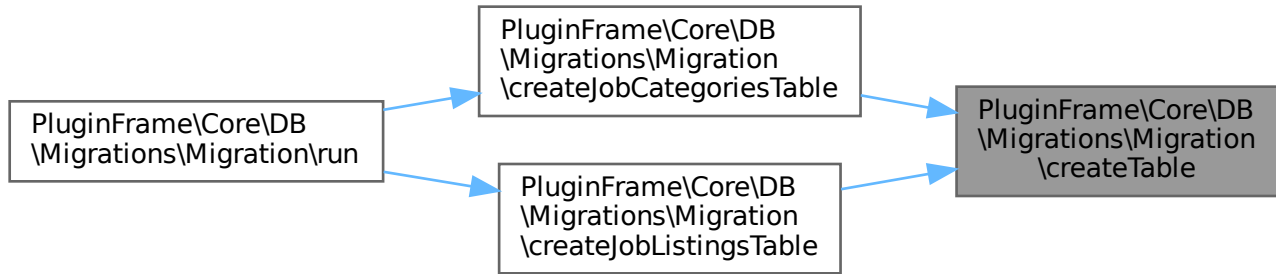 PluginFrame\Core\DB
\Migrations\Migration\run
PluginFrame\Core\DB
\Migrations\Migration
\createJobCategoriesTable
PluginFrame\Core\DB
\Migrations\Migration
\createJobListingsTable
PluginFrame\Core\DB
\Migrations\Migration
\createTable